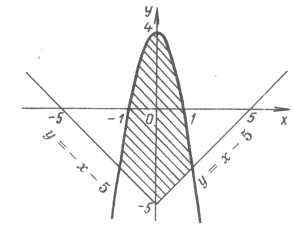 y
4
-5 -1 0 1 5 x
y = - x - 5
y = x - 5
-5